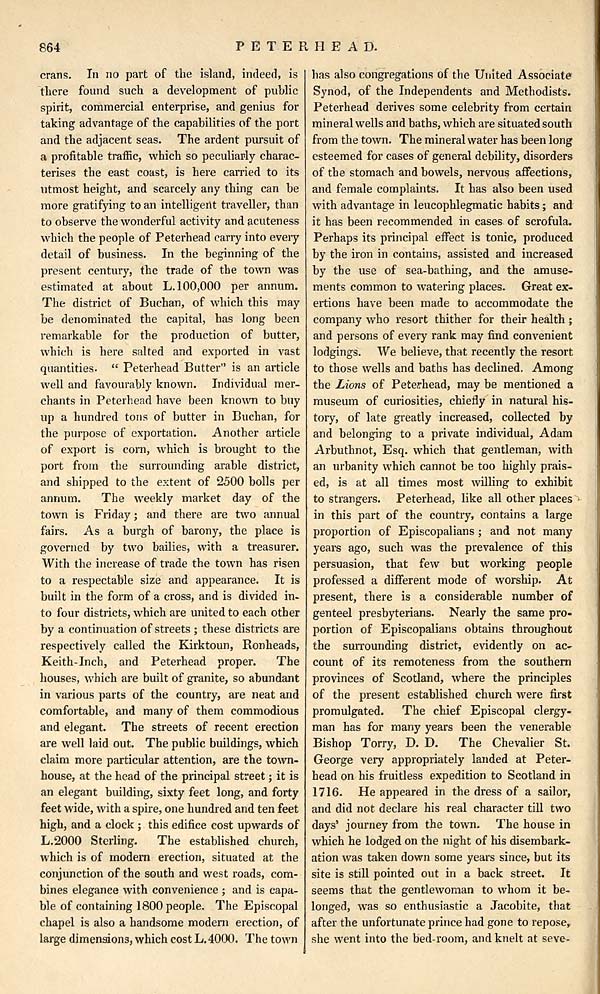 864
PETERHEAD.
crans. In no part of the island, indeed, is
there found such a development of public
spirit, commercial enterprise, and genius for
taking advantage of the capabilities of the port
and the adjacent seas. The ardent pursuit of
a profitable traffic, which so peculiarly charac-
terises the east coast, is here carried to its
utmost height, and scarcely any thing can be
more gratifying to an intelligent traveller, than
to observe the wonderful activity and acuteness
which the people of Peterhead carry into every
detail of business. In the beginning of the
present century, the trade of the town was
estimated at about L.100,000 per annum.
The district of Buchan, of which this may
be denominated the capital, has long been
remarkable for the production of butter,
which is here salted and exported in vast
quantities. “ Peterhead Butter” is an article
well and favourably known. Individual mer-
chants in Peterhead have been known to buy
up a hundred tons of butter in Buchan, for
the purpose of exportation. Another article
of export is corn, which is brought to the
port from the surrounding arable district,
and shipped to the extent of 2500 bolls per
annum. The weekly market day of the
town is Friday; and there are two annual
fairs. As a burgh of barony, the place is
governed by two bailies, with a treasurer.
With the increase of trade the town has risen
to a respectable size and appearance. It is
built in the form of a cross, and is divided in-
to four districts, which are united to each other
by a continuation of streets ; these districts are
respectively called the Kirktoun, Ronheads,
Keith-Inch, and Peterhead proper. The
houses, which are built of granite, so abundant
in various parts of the country, are neat and
comfortable, and many of them commodious
and elegant. The streets of recent erection
are well laid out. The public buildings, which
claim more particular attention, are the town-
house, at the head of the principal street ; it is
an elegant building, sixty feet long, and forty
feet wide, with a spire, one hundred and ten feet
high, and a clock ; this edifice cost upwards of
L.2000 Sterling. The established church,
which is of modern erection, situated at the
conjunction of the south and west roads, com-
bines elegance with convenience ; and is capa-
ble of containing 1800 people. The Episcopal
chapel is also a handsome modern erection, of
large dimensions, which cost L.4000. The town
has also congregations of the United Associate
Synod, of the Independents and Methodists.
Peterhead derives some celebrity from certain
mineral wells and baths, which are situated south
from the town. The mineral water has been long
esteemed for cases of general debility, disorders
of the stomach and bowels, nervous affections,
and female complaints. It has also been used
with advantage in leucophlegmatic habits ; and
it has been recommended in cases of scrofula.
Perhaps its principal effect is tonic, produced
by the iron in contains, assisted and increased
by the use of sea-bathing, and the amuse-
ments common to watering places. Great ex-
ertions have been made to accommodate the
company who resort thither for their health ;
and persons of every rank may find convenient
lodgings. We believe, that recently the resort
to those wells and baths has declined. Among
the Lions of Peterhead, may be mentioned a
museum of curiosities, chiefly in natural his-
tory, of late greatly increased, collected by
and belonging to a private individual, Adam
Arbuthnot, Esq. which that gentleman, with
an urbanity which cannot be too highly prais-
ed, is at all times most willing to exhibit
to strangers. Peterhead, like all other places
in this part of the country, contains a large
proportion of Episcopalians ; and not many
years ago, such was the prevalence of this
persuasion, that few but working people
professed a different mode of worship. At
present, there is a considerable number of
genteel presbyterians. Nearly the same pro-
portion of Episcopalians obtains throughout
the surrounding district, evidently on ac-
count of its remoteness from the southern
provinces of Scotland, where the principles
of the present established church were first
promulgated. The chief Episcopal clergy-
man has for many years been the venerable
Bishop Torry, D. D. The Chevalier St.
George very appropriately landed at Peter-
head on his fruitless expedition to Scotland in
1716. He appeared in the dress of a sailor,
and did not declare his real character till two
days’ journey from the town. The house in
which he lodged on the night of his disembark-
ation was taken down some years since, but its
site is still pointed out in a back street. It
seems that the gentlewoman to whom it be-
longed, was so enthusiastic a Jacobite, that
after the unfortunate prince had gone to repose,
she went into the bed-room, and knelt at seve-